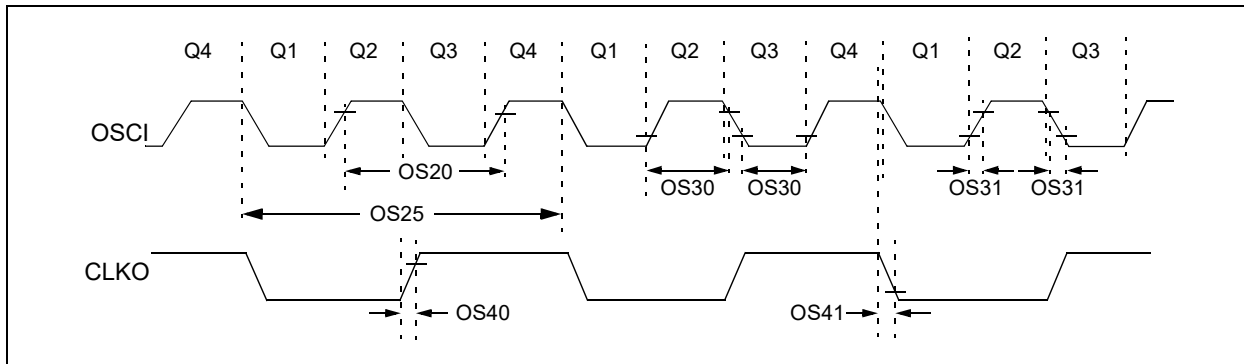 Q4 Q1 Q2 Q3 Q4 Q1 Q2 Q3 Q4 Q1 Q2 Q3
OSCI
OS20
OS30 OS30
OS31 OS31
OS25
CLKO
OS40
OS41